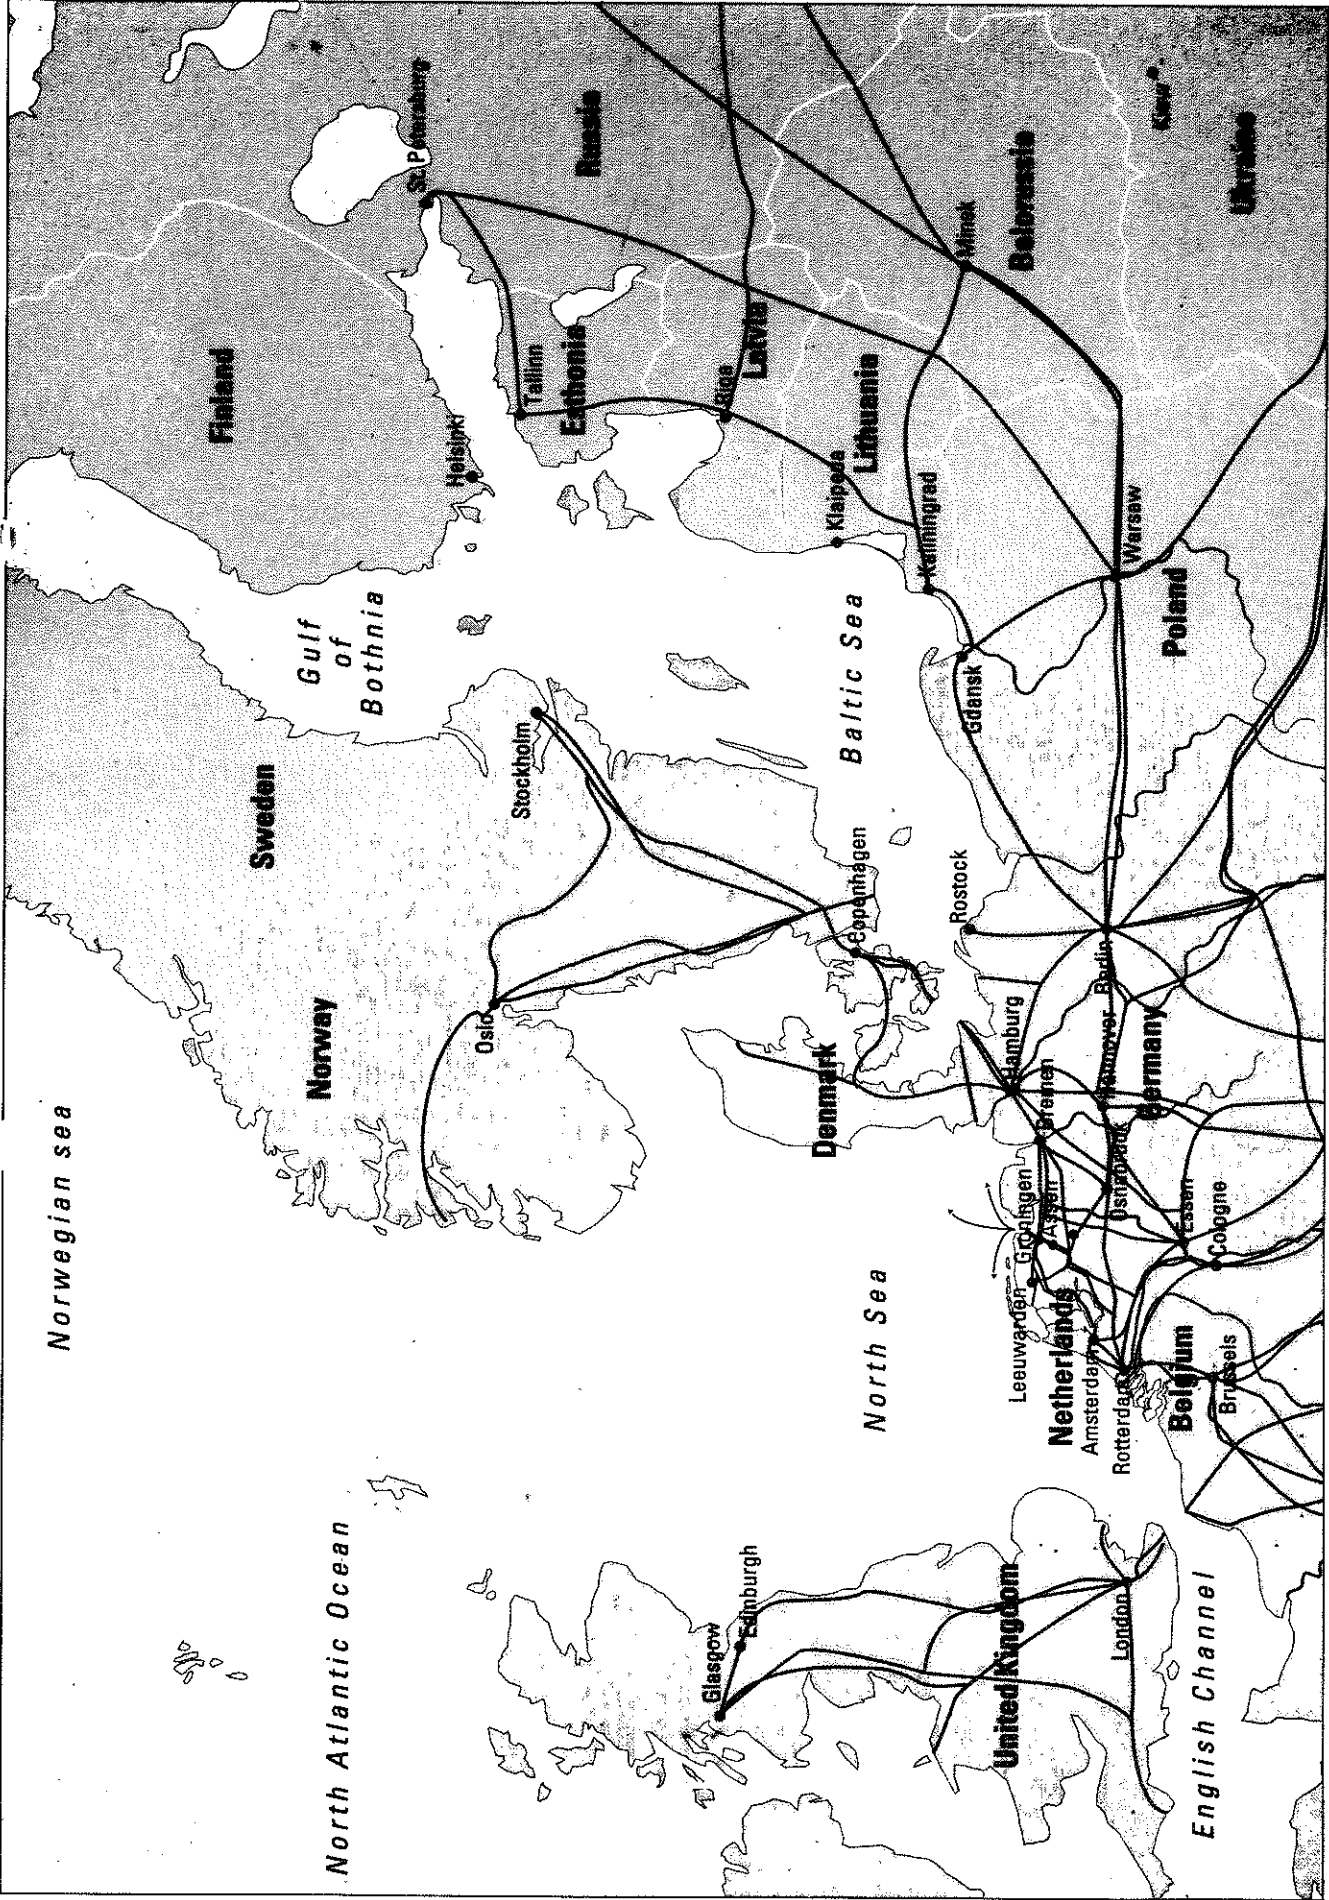 Norwegian sea
North Atlantic Ocean
Gulf
of
Bothnia
Baltic Sea
North Sea
English Channel
Finland
Sweden
Norway
Russia
Esthonia
Latvia
Lithuania
Belorussia
Ukraine
Poland
Denmark
Germany
Netherlands
Belgium
United Kingdom
St. Petersburg
Helsinki
Tallinn
Riga
Klaipeda
Kaliningrad
Minsk
Kiew
Warsaw
Gdansk
Stockholm
Oslo
Copenhagen
Rostock
Berlin
Hamburg
Bremen
Hannover
Osnabrück
Essen
Cologne
Groningen
Assen
Leeuwarden
Amsterdam
Rotterdam
Brussels
Glasgow
Edinburgh
London